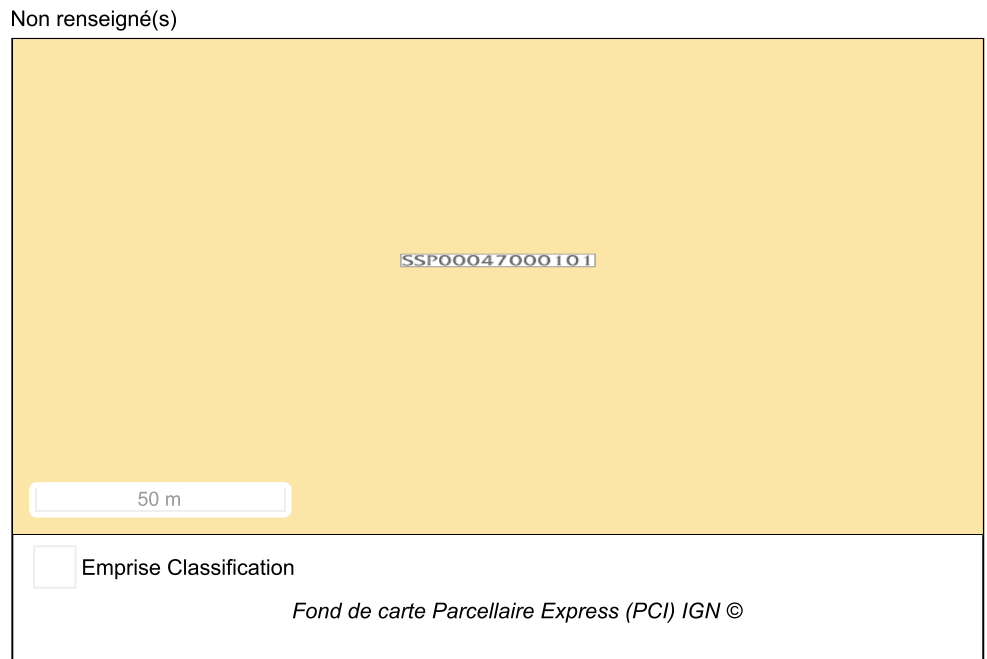 Non renseigné(s)
SSP00047000101
50 m
Emprise Classification
Fond de carte Parcellaire Express (PCI) IGN ©